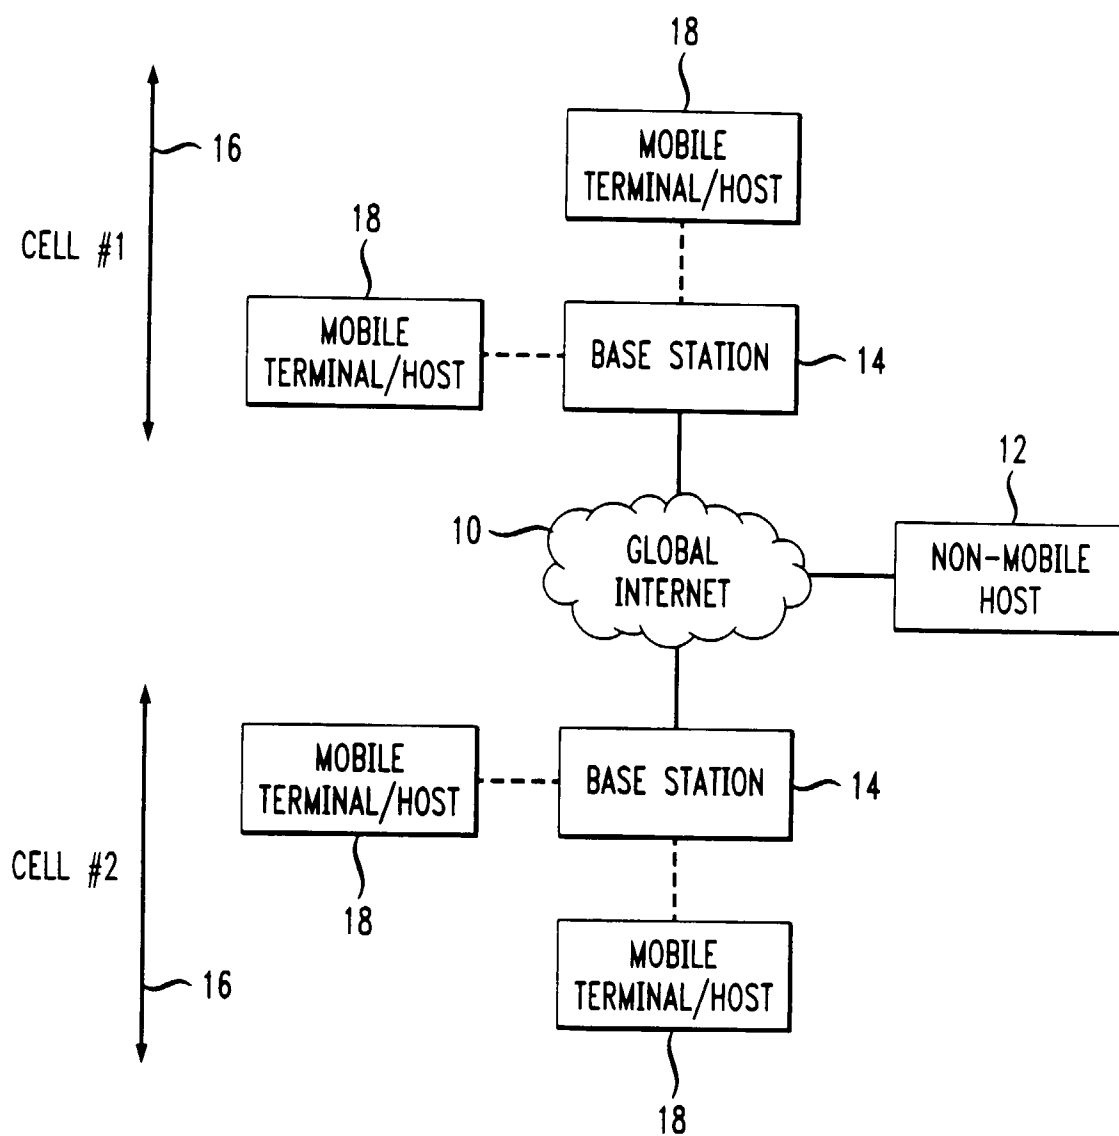 18
16
MOBILE
TERMINAL/HOST
CELL #1
18
MOBILE
TERMINAL/HOST
BASE STATION
14
12
10
GLOBAL
INTERNET
NON-MOBILE
HOST
MOBILE
TERMINAL/HOST
BASE STATION
14
CELL #2
18
16
MOBILE
TERMINAL/HOST
18